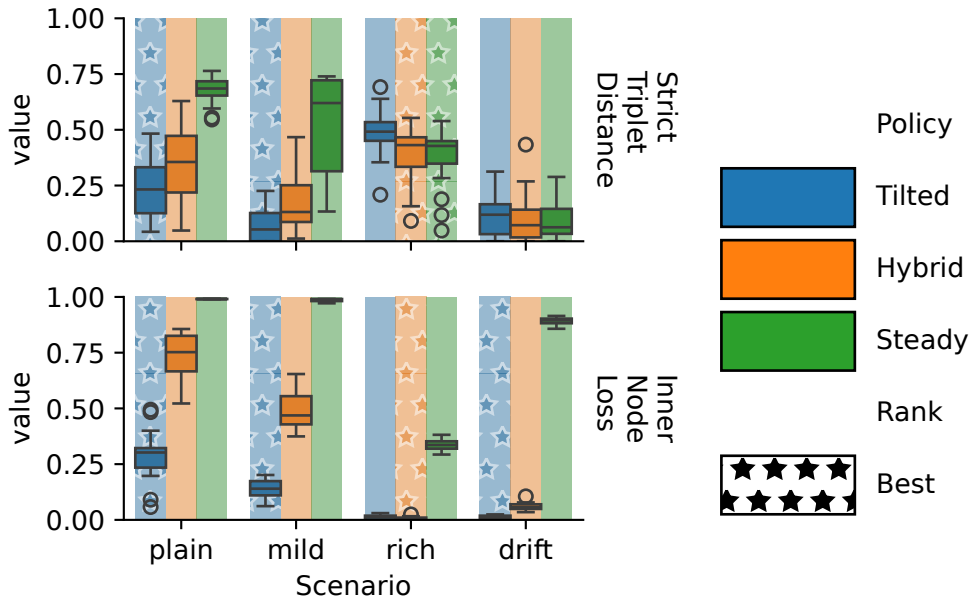 1.00
0.75
0.50
0.25
0.00
value
Strict
Triplet
Distance
1.00
0.75
0.50
0.25
0.00
value
Inner
Node
Loss
plain
mild
rich
drift
Scenario
Policy
Tilted
Hybrid
Steady
Rank
Best